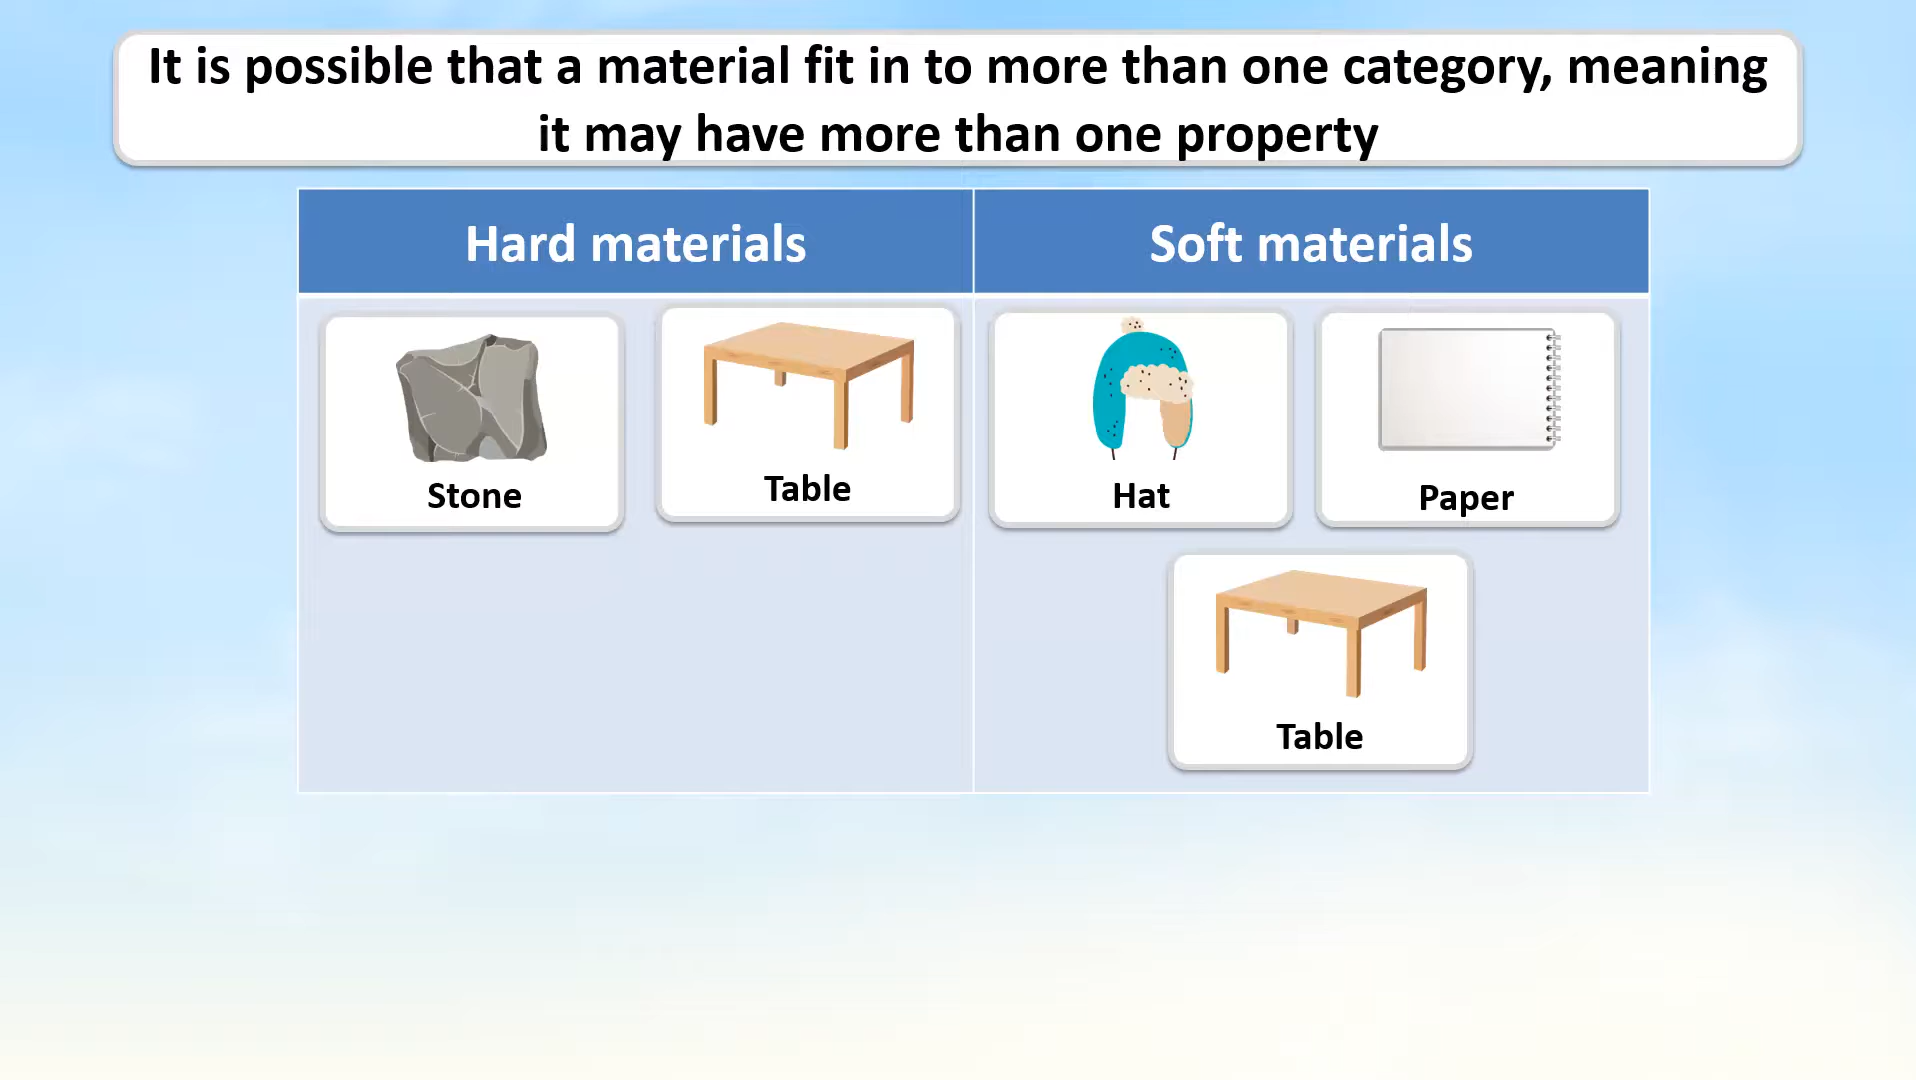 It is possible that a material fit in to more than one category, meaning
it may have more than one property
Hard materials
Soft materials
Stone
Table
Hat
Paper
Table